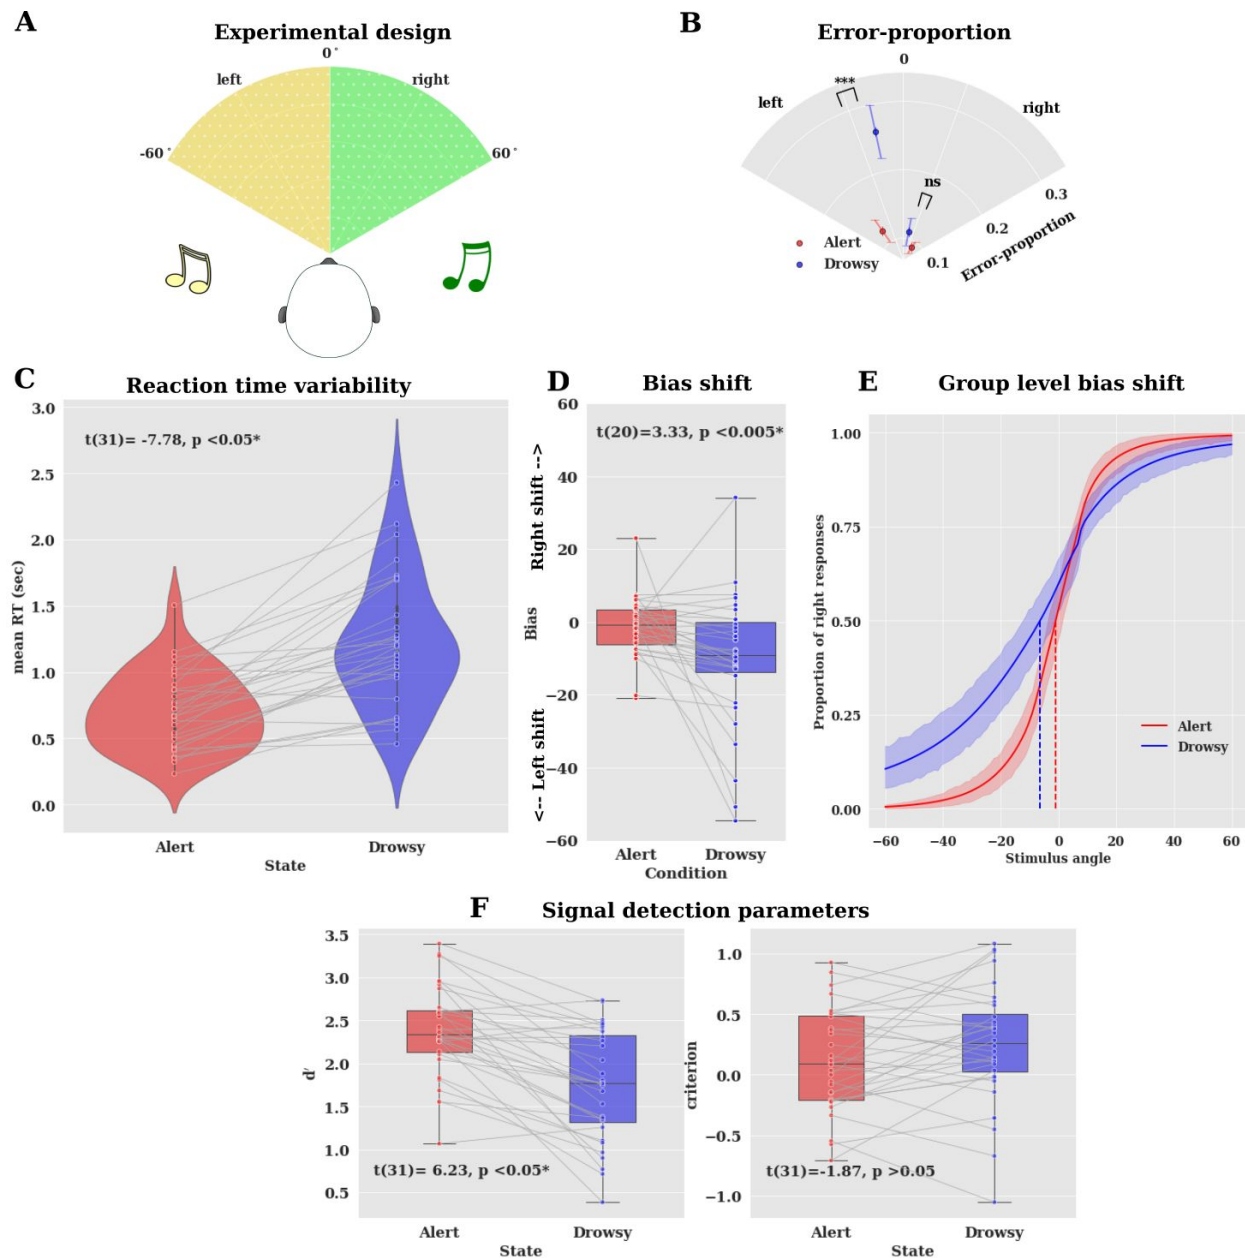 A
Experimental design
0°
left
right
-60°
60°
B
Error-proportion
0
***
left
right
ns
0.3
0.2
0.1
Error-proportion
Alert
Drowsy
C
Reaction time variability
t(31)= -7.78, p <0.05*
3.0
2.5
2.0
1.5
1.0
0.5
0.0
mean RT (sec)
Alert
Drowsy
State
D
Bias shift
t(20)=3.33, p <0.005*
60
40
20
0
−20
−40
−60
Right shift -->
Bias
<-- Left shift
Alert
Drowsy
Condition
E
Group level bias shift
1.00
0.75
0.50
0.25
0.00
Proportion of right responses
Alert
Drowsy
−60
−40
−20
0
20
40
60
Stimulus angle
F
Signal detection parameters
3.5
3.0
2.5
2.0
1.5
1.0
0.5
d′
t(31)= 6.23, p <0.05*
Alert
Drowsy
State
1.0
0.5
0.0
−0.5
−1.0
criterion
t(31)=-1.87, p >0.05
Alert
Drowsy
State